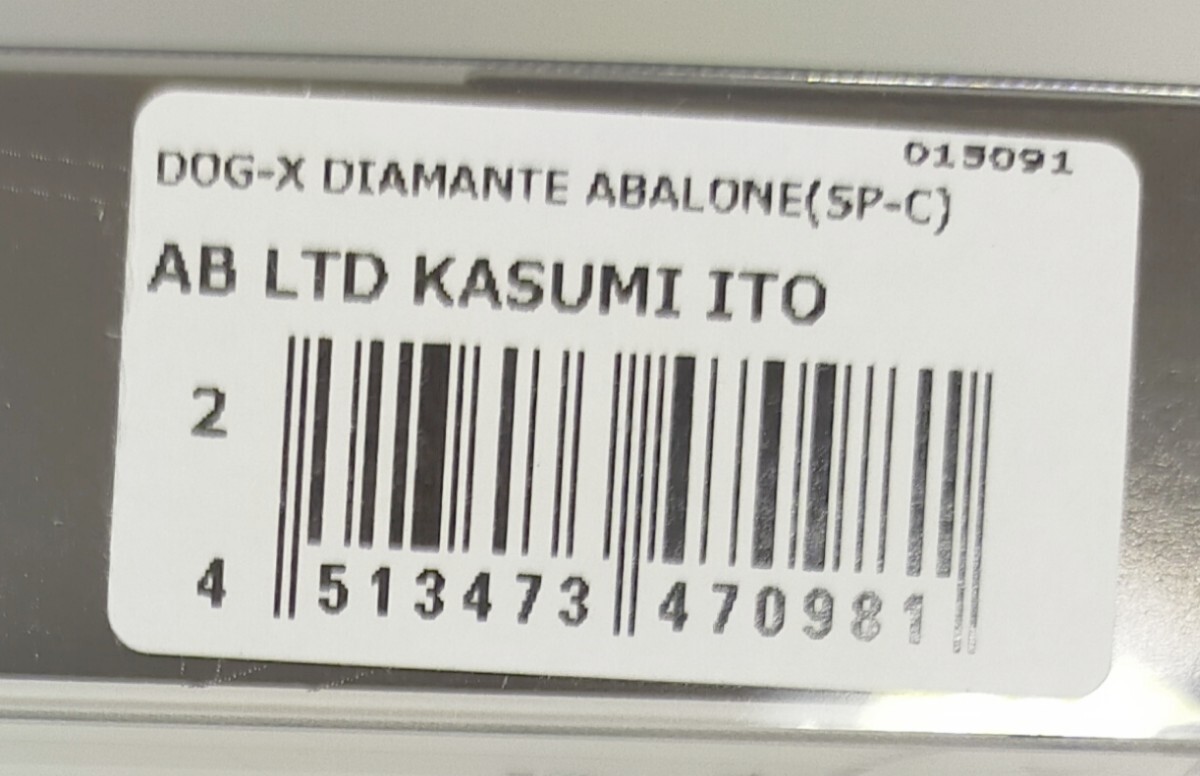 015091
DOG-X DIAMANTE ABALONE(SP-C)
AB LTD KASUMI ITO
2
4 513473 470981